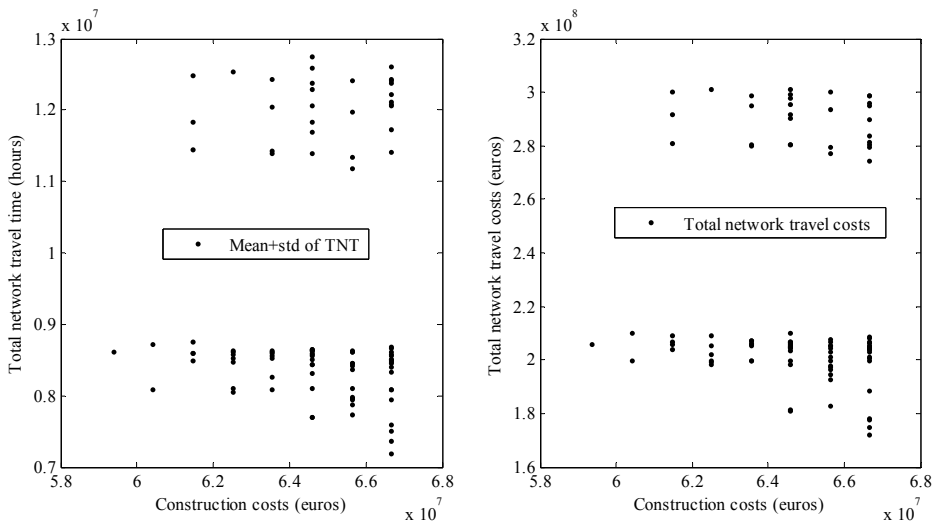 x 10^7
1.3
1.2
1.1
1
0.9
0.8
0.7
Total network travel time (hours)
Mean+std of TNT
5.8
6
6.2
6.4
6.6
6.8
Construction costs (euros)
x 10^7
x 10^8
3.2
3
2.8
2.6
2.4
2.2
2
1.8
1.6
Total network travel costs (euros)
Total network travel costs
5.8
6
6.2
6.4
6.6
6.8
Construction costs (euros)
x 10^7